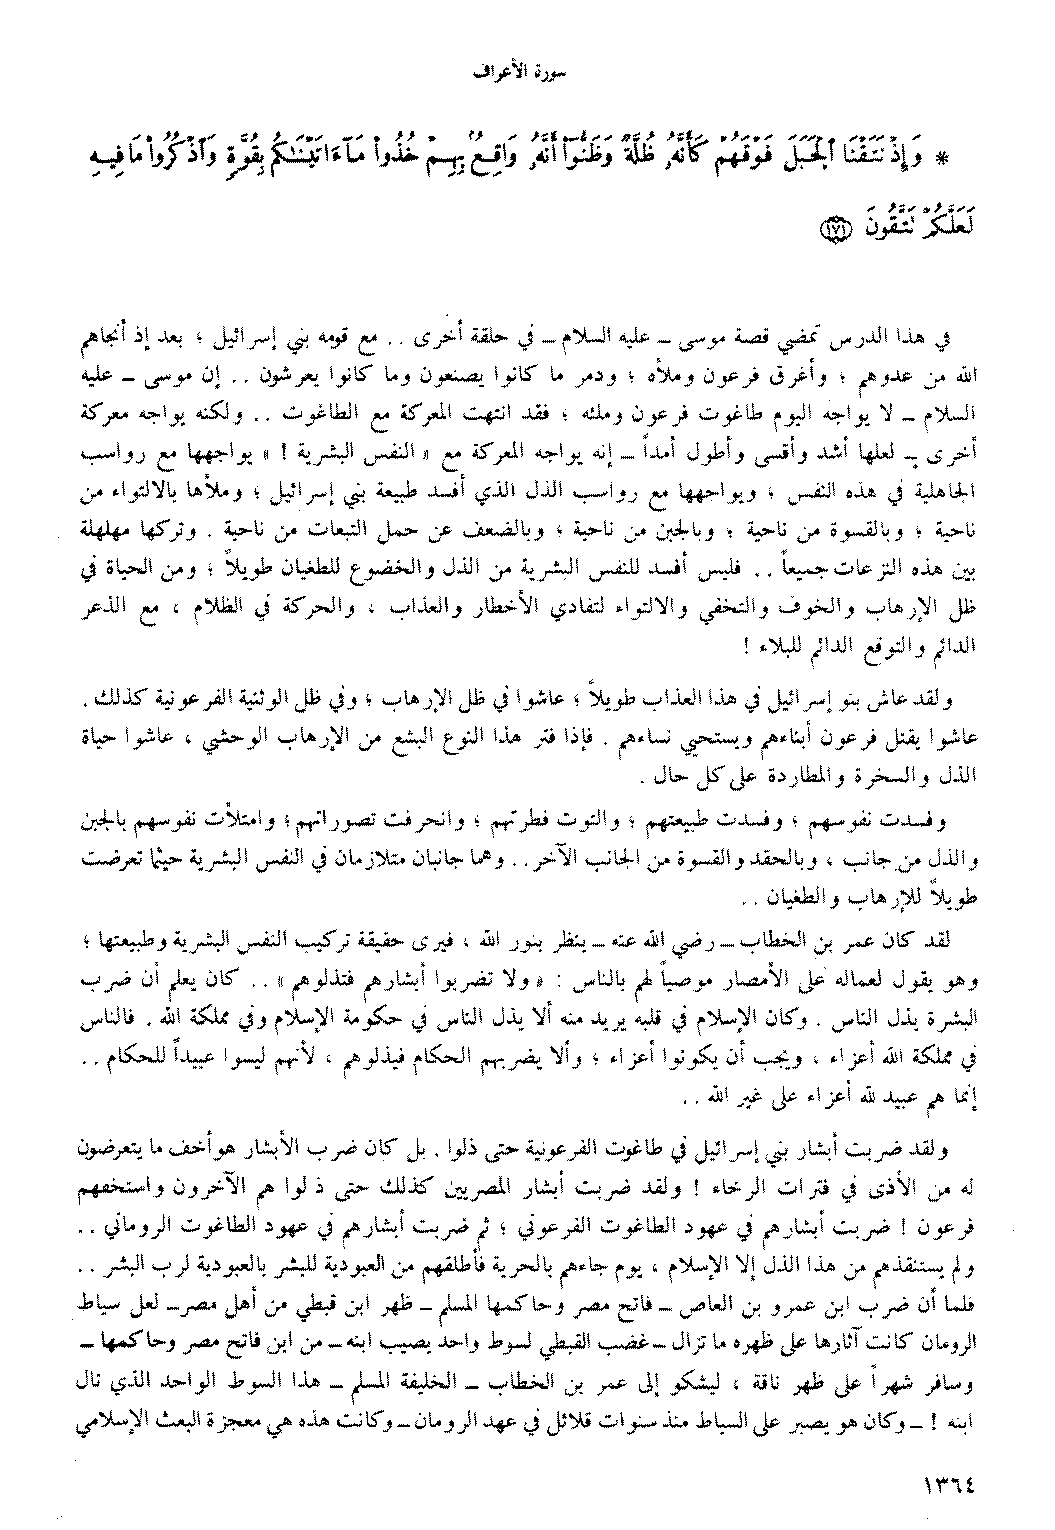 سورة الأعراف
* وَإِذْ نَتَقْنَا ٱلْجَبَلَ فَوْقَهُمْ كَأَنَّهُۥ ظُلَّةٌ وَظَنُّوٓا۟ أَنَّهُۥ وَاقِعٌۢ بِهِمْ خُذُوا۟ مَآ ءَاتَيْنَـٰكُم بِقُوَّةٍ وَٱذْكُرُوا۟ مَا فِيهِ
لَعَلَّكُمْ تَتَّقُونَ ﴿١٧١﴾
في هذا الدرس تمضي قصة موسى ــ عليه السلام ــ في حلقة أخرى .. مع قومه بني إسرائيل ؛ بعد إذ أنجاهم
الله من عدوهم ؛ وأغرق فرعون وملأه ؛ ودمر ما كانوا يصنعون وما كانوا يعرشون .. إن موسى ــ عليه
السلام ــ لا يواجه اليوم طاغوت فرعون وملئه ؛ فقد انتهت المعركة مع الطاغوت .. ولكنه يواجه معركة
أخرى ــ لعلها أشد وأقسى وأطول أمداً ــ إنه يواجه المعركة مع « النفس البشرية ! » يواجهها مع رواسب
الجاهلية في هذه النفس ؛ ويواجهها مع رواسب الذل الذي أفسد طبيعة بني إسرائيل ؛ وملأها بالالتواء من
ناحية ؛ وبالقسوة من ناحية ؛ وبالجبن من ناحية ؛ وبالضعف عن حمل التبعات من ناحية . وتركها مهلهلة
بين هذه النزعات جميعاً .. فليس أفسد للنفس البشرية من الذل والخضوع للطغيان طويلاً ؛ ومن الحياة في
ظل الإرهاب والخوف والتخفي والالتواء لتفادي الأخطار والعذاب ، والحركة في الظلام ، مع الذعر
الدائم والتوقع الدائم للبلاء !
ولقد عاش بنو إسرائيل في هذا العذاب طويلاً ؛ عاشوا في ظل الإرهاب ؛ وفي ظل الوثنية الفرعونية كذلك .
عاشوا يقتل فرعون أبناءهم ويستحيي نساءهم . فإذا فتر هذا النوع البشع من الإرهاب الوحشي ، عاشوا حياة
الذل والسخرة والمطاردة على كل حال .
وفسدت نفوسهم ؛ وفسدت طبيعتهم ؛ والتوت فطرتهم ؛ وانحرفت تصوراتهم؛ وامتلأت نفوسهم بالجبن
والذل من جانب ، وبالحقد والقسوة من الجانب الآخر .. وهما جانبان متلازمان في النفس البشرية حيثما تعرضت
طويلاً للإرهاب والطغيان ..
لقد كان عمر بن الخطاب ــ رضي الله عنه ــ ينظر بنور الله ، فيرى حقيقة تركيب النفس البشرية وطبيعتها ؛
وهو يقول لعماله على الأمصار موصياً لهم بالناس : « ولا تضربوا أبشارهم فتذلوهم » .. كان يعلم أن ضرب
البشرة يذل الناس . وكان الإسلام في قلبه يريد منه ألا يذل الناس في حكومة الإسلام وفي مملكة الله . فالناس
في مملكة الله أعزاء ، ويجب أن يكونوا أعزاء ؛ وألا يضربهم الحكام فيذلوهم ، لأنهم ليسوا عبيداً للحكام ..
إنما هم عبيد لله أعزاء على غير الله ..
ولقد ضربت أبشار بني إسرائيل في طاغوت الفرعونية حتى ذلوا . بل كان ضرب الأبشار هو أخف ما يتعرضون
له من الأذى في فترات الرخاء ! ولقد ضربت أبشار المصريين كذلك حتى ذلوا هم الآخرون واستخفهم
فرعون ! ضربت أبشارهم في عهود الطاغوت الفرعوني ؛ ثم ضربت أبشارهم في عهود الطاغوت الروماني ..
ولم يستنقذهم من هذا الذل إلا الإسلام ، يوم جاءهم بالحرية فأطلقهم من العبودية للبشر بالعبودية لرب البشر ..
فلما أن ضرب ابن عمرو بن العاص ــ فاتح مصر وحاكمها المسلم ــ ظهر ابن قبطي من أهل مصر ــ لعل سياط
الرومان كانت آثارها على ظهره ما تزال ــ غضب القبطي لسوط واحد يصيب ابنه ــ من ابن فاتح مصر وحاكمها ــ
وسافر شهراً على ظهر ناقة ، ليشكو إلى عمر بن الخطاب ــ الخليفة المسلم ــ هذا السوط الواحد الذي نال
ابنه ! ــ وكان هو يصبر على السياط منذ سنوات قلائل في عهد الرومان ــ وكانت هذه هي معجزة البعث الإسلامي
١٣٦٤